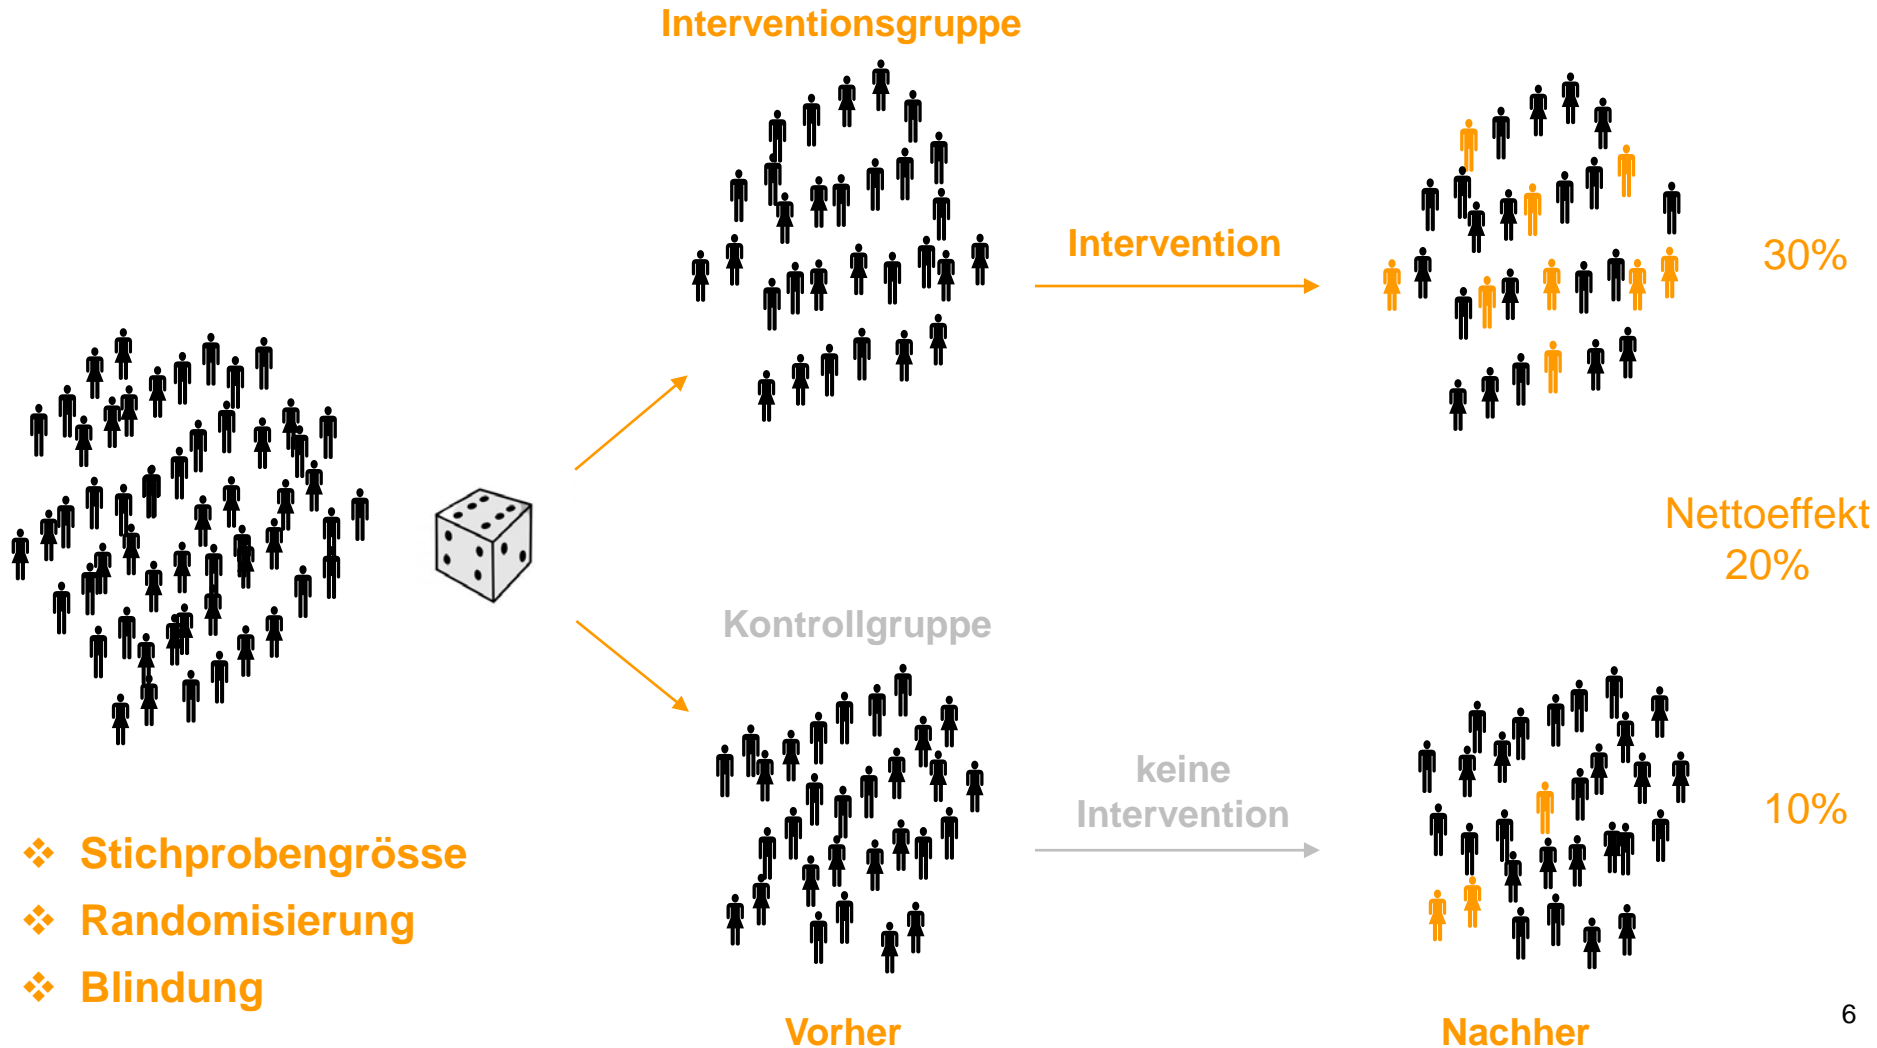 Interventionsgruppe
Intervention
30%
Nettoeffekt
20%
Kontrollgruppe
keine
Intervention
10%
❖ Stichprobengrösse
❖ Randomisierung
❖ Blindung
Vorher
Nachher
6